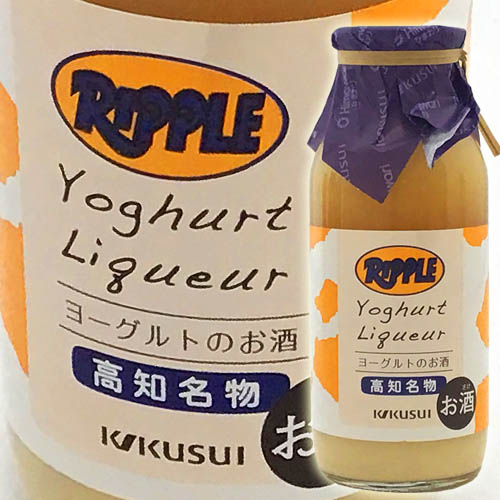 RIPPLE
Yoghurt
Liqueur
ヨーグルトのお酒
高知名物
KIKUSUI
お
KUSUI
RIPPLE
Yoghurt
Liqueur
ヨーグルトのお酒
高知名物
お酒
KIKUSUI